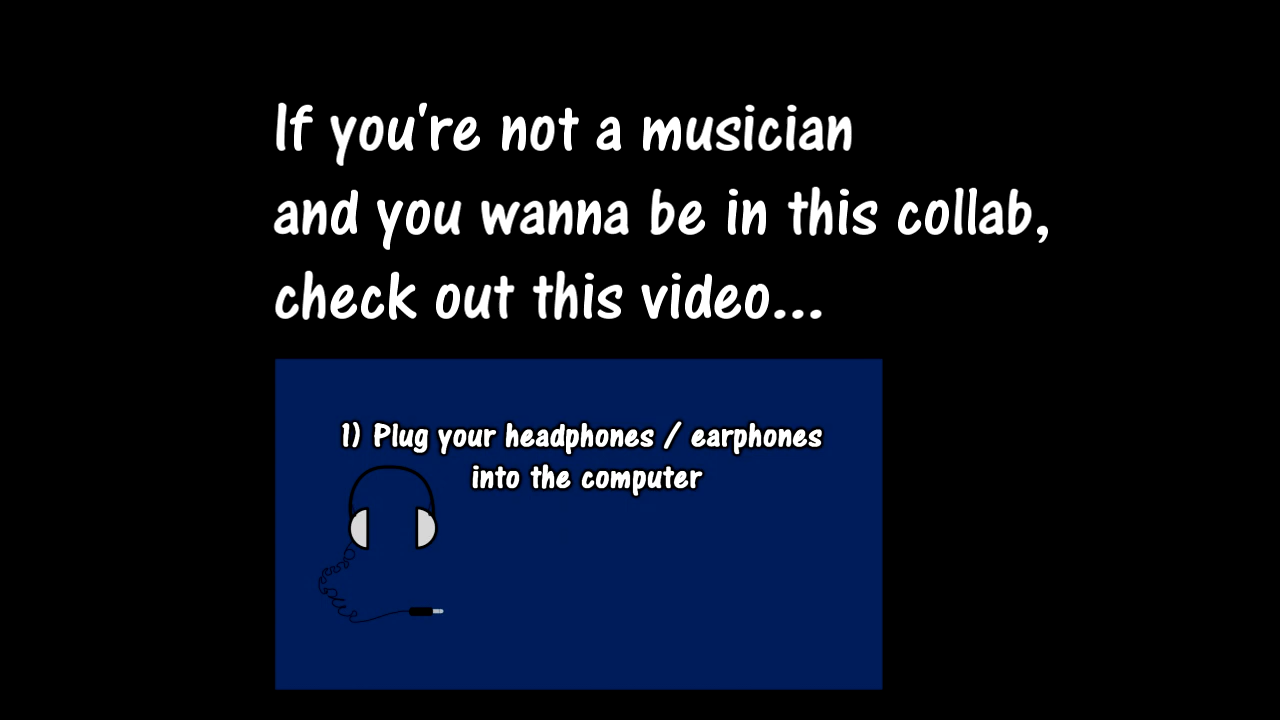 If you're not a musician
and you wanna be in this collab,
check out this video...
1) Plug your headphones / earphones
into the computer